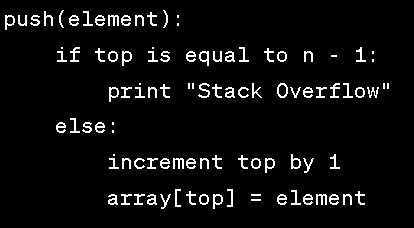 push(element):
if top is equal to n - 1:
print "Stack Overflow"
else:
increment top by 1
array[top] = element